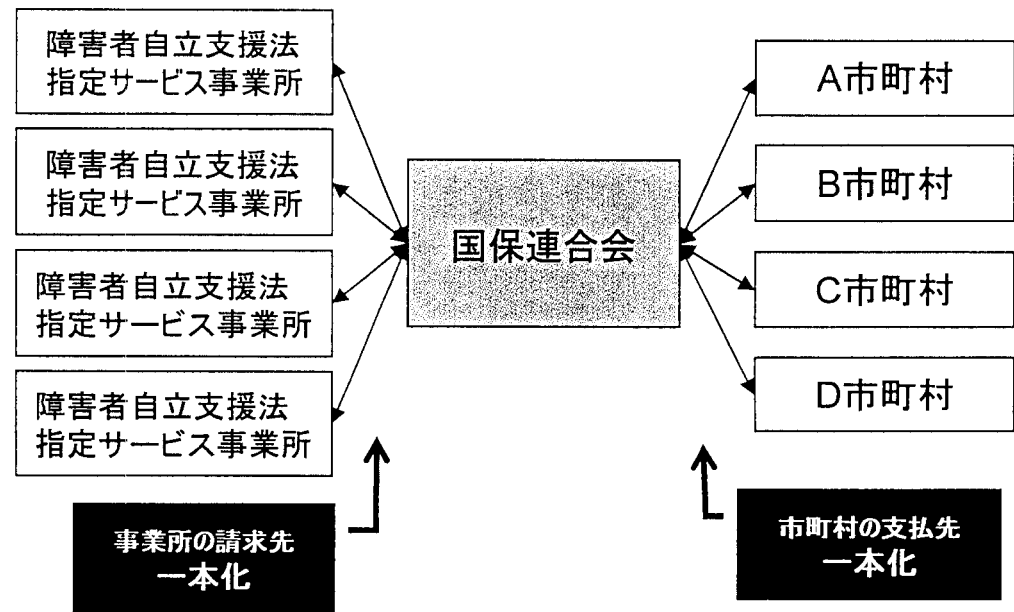 障害者自立支援法
指定サービス事業所
障害者自立支援法
指定サービス事業所
障害者自立支援法
指定サービス事業所
障害者自立支援法
指定サービス事業所
国保連合会
A市町村
B市町村
C市町村
D市町村
事業所の請求先
一本化
市町村の支払先
一本化